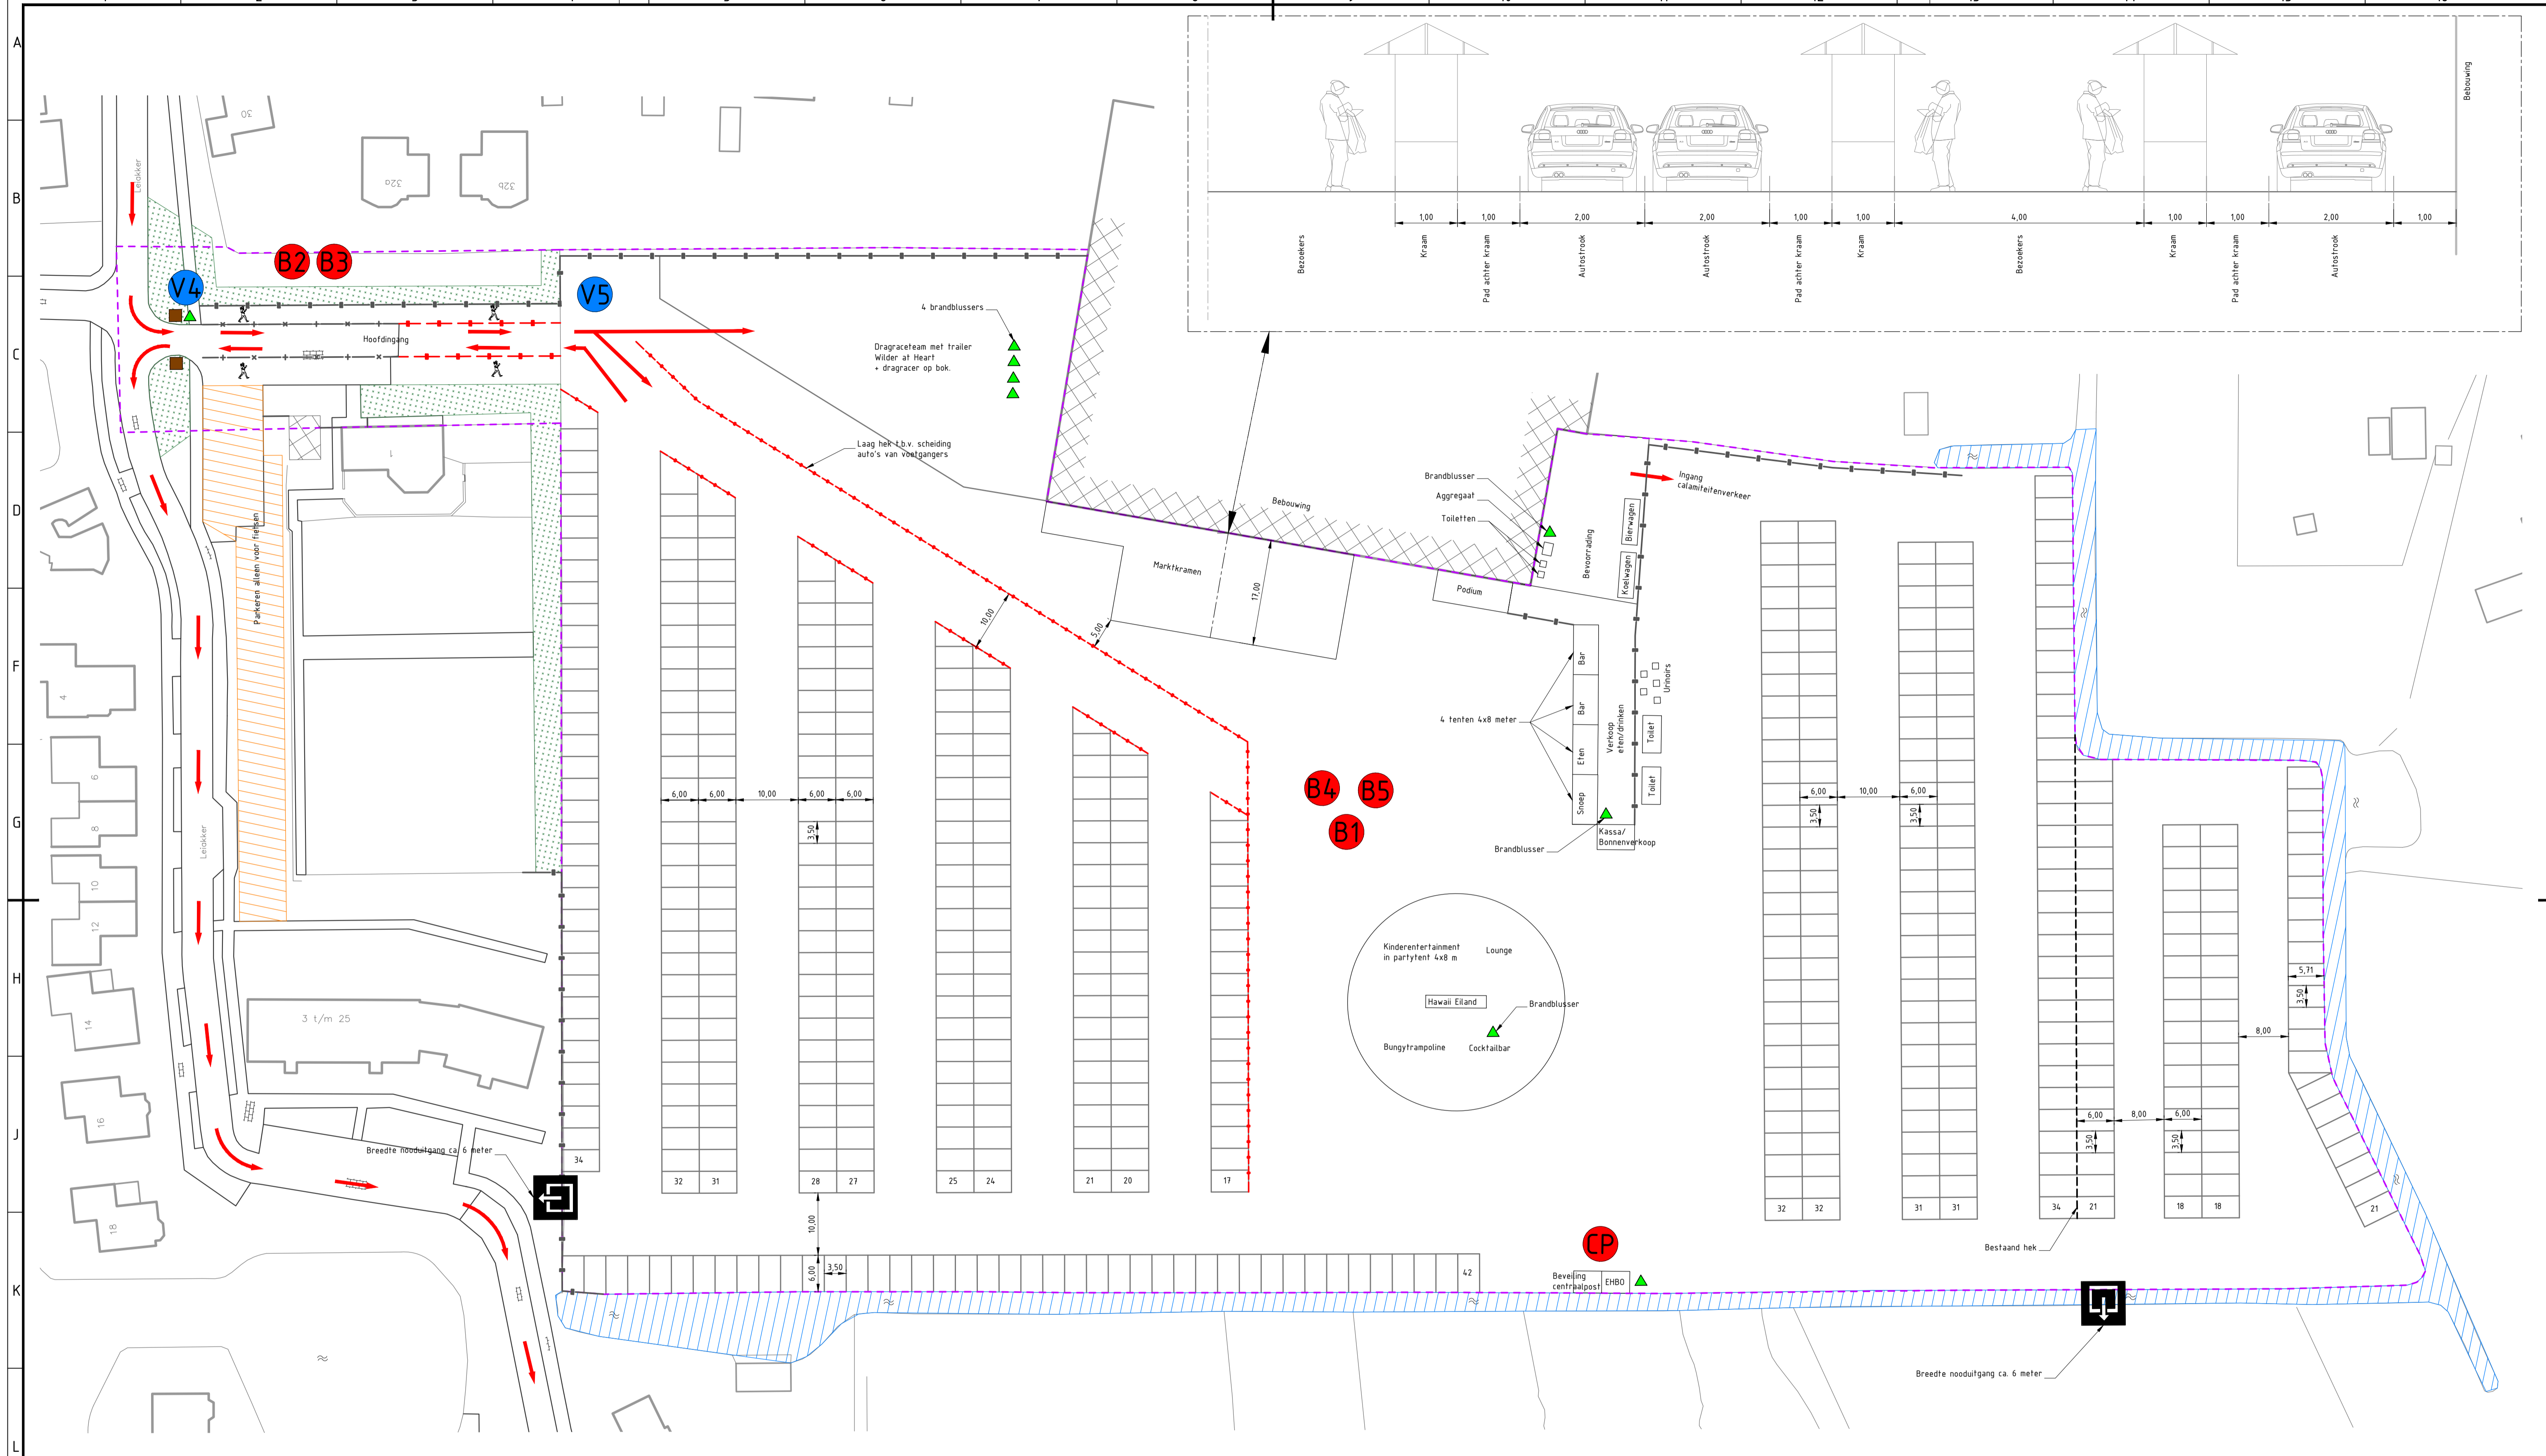 A
B
C
D
F
G
H
J
K
L
Bebouwing
1,00
1,00
2,00
2,00
1,00
1,00
4,00
1,00
1,00
2,00
1,00
Bezoekers
Kraam
Pad achter kraam
Autostrook
Autostrook
Pad achter kraam
Kraam
Bezoekers
Kraam
Pad achter kraam
Autostrook
30
32a
32b
Leiakker
B2
B3
V4
V5
Hoofdingang
4 brandblussers
Dragraceteam met trailer
Wilder at Heart
+ dragracer op bok.
Laag hek t.b.v. scheiding
auto's van voetgangers
1
Parkeren alleen voor fietsen
Brandblusser
Aggregaat
Toiletten
Ingang
calamiteitenverkeer
Bebouwing
Bevoorrading
Bierwagen
Koelwagen
Marktkramen
Podium
17,00
10,00
5,00
4
6
8
10
12
14
16
18
Leiakker
3 t/m 25
4 tenten 4x8 meter
Bar
Bar
Eten
Snoep
Verkoop
eten/drinken
Urinoirs
Toilet
Toilet
B4
B5
B1
Brandblusser
Kassa/
Bonnenverkoop
6,00
6,00
10,00
6,00
6,00
3,50
6,00
10,00
6,00
3,50
3,50
Kinderentertainment
in partytent 4x8 m
Lounge
Hawaii Eiland
Brandblusser
Bungytrampoline
Cocktailbar
5,71
3,50
8,00
6,00
8,00
6,00
3,50
3,50
Breedte nooduitgang ca. 6 meter
34
32
31
28
27
25
24
21
20
17
32
32
31
31
34
21
18
18
21
10,00
6,00
3,50
42
CP
Beveiling
centraalpost
EHBO
Bestaand hek
Breedte nooduitgang ca. 6 meter